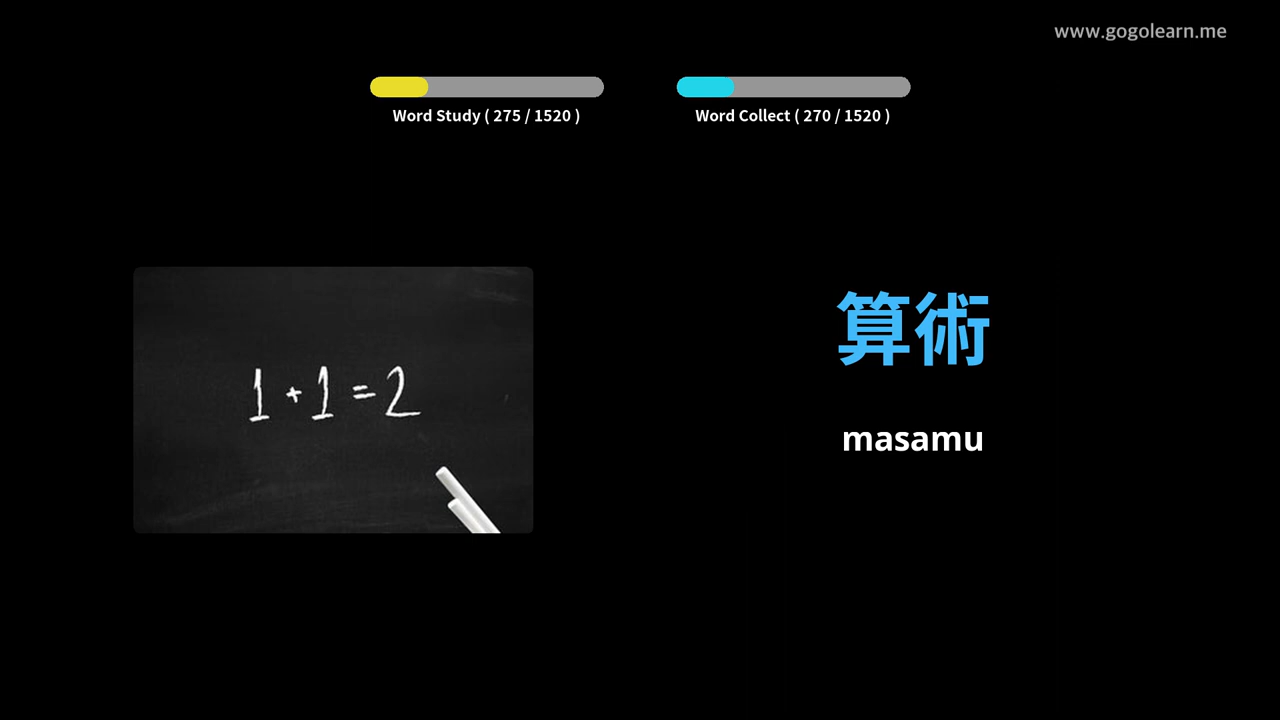 www.gogolearn.me
Word Study ( 275 / 1520 )
Word Collect ( 270 / 1520 )
1 + 1 = 2
算術
masamu